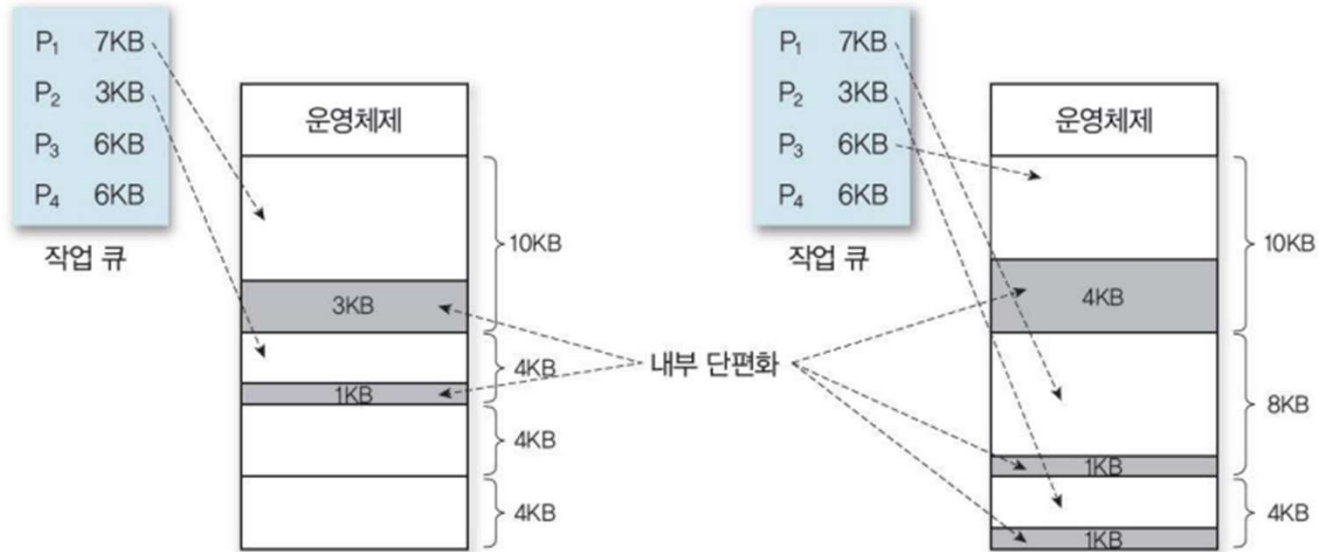 P₁ 7KB
P₂ 3KB
P₃ 6KB
P₄ 6KB
작업 큐
운영체제
10KB
3KB
4KB
1KB
4KB
4KB
내부 단편화
P₁ 7KB
P₂ 3KB
P₃ 6KB
P₄ 6KB
작업 큐
운영체제
10KB
4KB
8KB
1KB
4KB
1KB